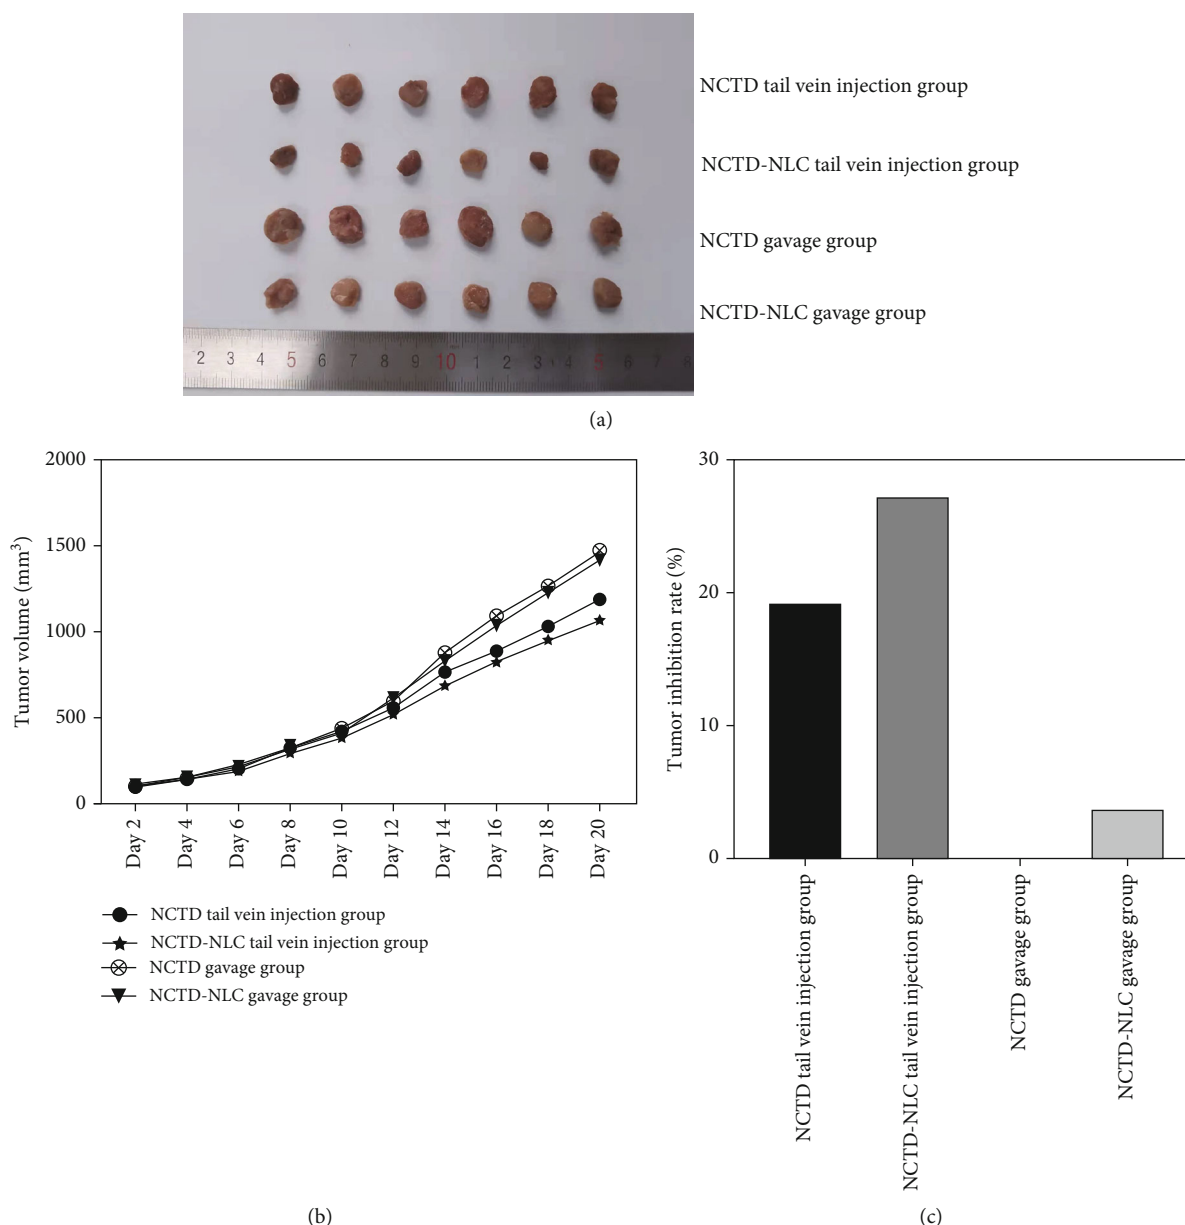 NCTD tail vein injection group
NCTD-NLC tail vein injection group
NCTD gavage group
NCTD-NLC gavage group
2 3 4 5 6 7 8 9 10 1 2 3 4 5 6 7 8
(a)
2000
1500
1000
500
0
Tumor volume (mm³)
Day 2
Day 4
Day 6
Day 8
Day 10
Day 12
Day 14
Day 16
Day 18
Day 20
NCTD tail vein injection group
NCTD-NLC tail vein injection group
NCTD gavage group
NCTD-NLC gavage group
(b)
30
20
10
0
Tumor inhibition rate (%)
NCTD tail vein injection group
NCTD-NLC tail vein injection group
NCTD gavage group
NCTD-NLC gavage group
(c)